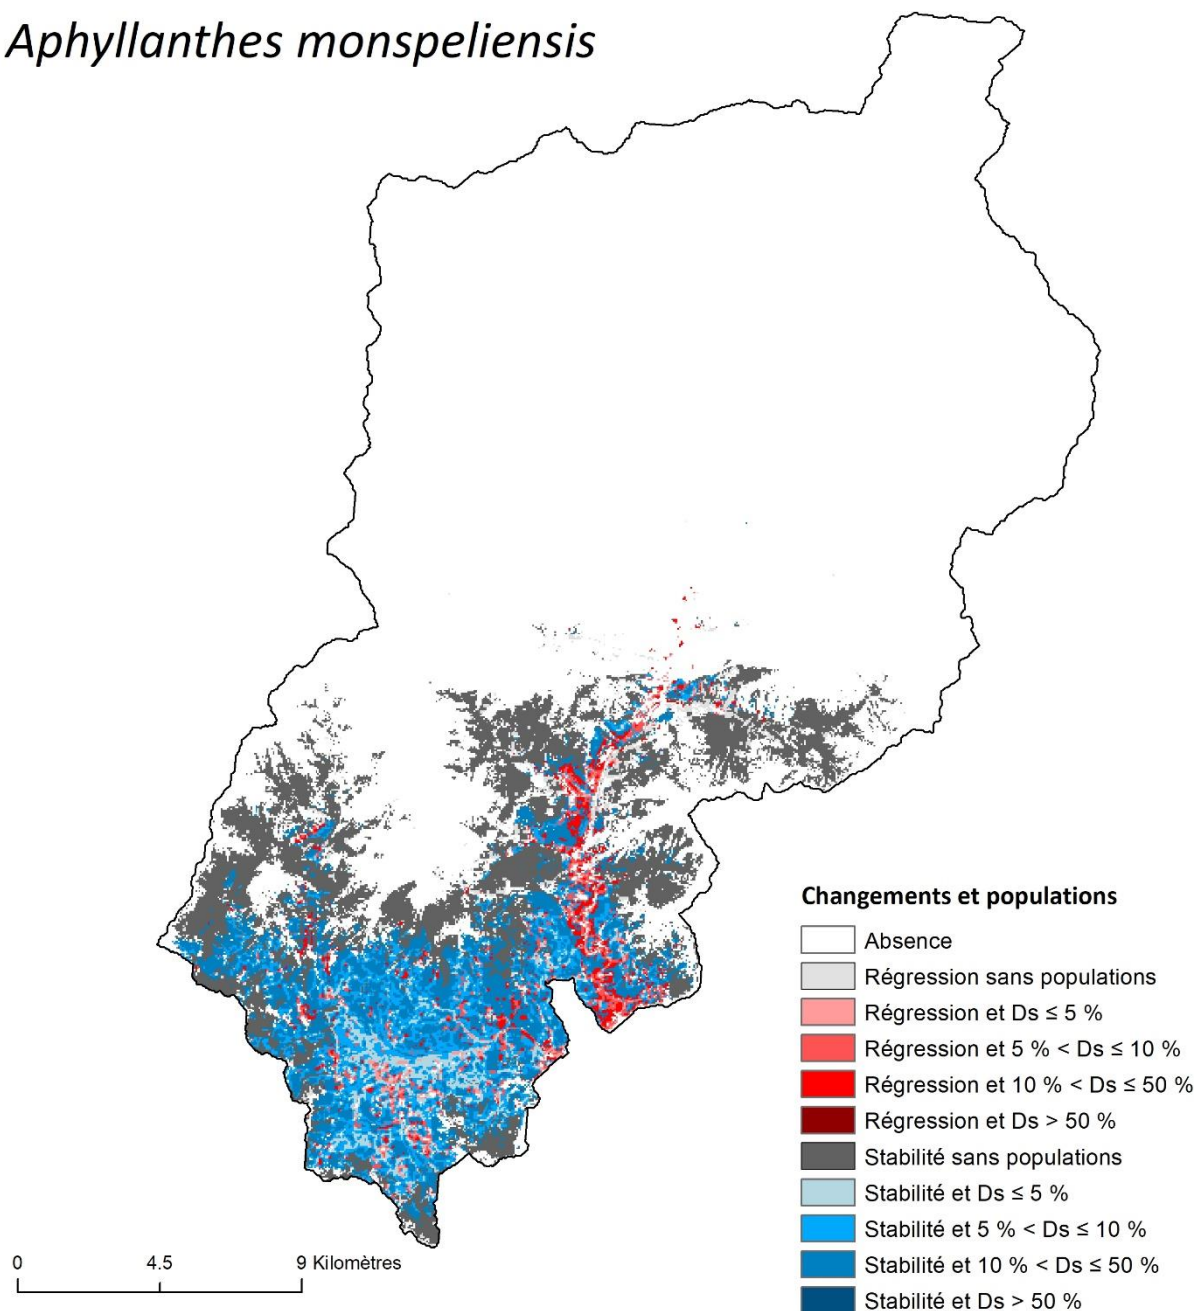 Aphyllanthes monspeliensis
Changements et populations
Absence
Régression sans populations
Régression et Ds ≤ 5 %
Régression et 5 % < Ds ≤ 10 %
Régression et 10 % < Ds ≤ 50 %
Régression et Ds > 50 %
Stabilité sans populations
Stabilité et Ds ≤ 5 %
Stabilité et 5 % < Ds ≤ 10 %
Stabilité et 10 % < Ds ≤ 50 %
Stabilité et Ds > 50 %
0 4.5 9 Kilomètres